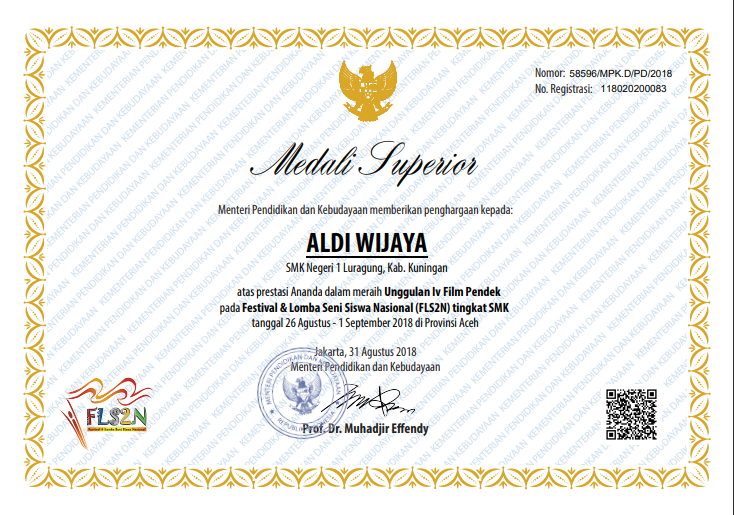 Nomor: 58596/MPK.D/PD/2018
No. Registrasi: 118020200083
Medali Superior
Menteri Pendidikan dan Kebudayaan memberikan penghargaan kepada:
ALDI WIJAYA
SMK Negeri 1 Luragung, Kab. Kuningan
atas prestasi Ananda dalam meraih Unggulan Iv Film Pendek
pada Festival & Lomba Seni Siswa Nasional (FLS2N) tingkat SMK
tanggal 26 Agustus - 1 September 2018 di Provinsi Aceh
Jakarta, 31 Agustus 2018
Menteri Pendidikan dan Kebudayaan
MENTERI PENDIDIKAN DAN KEBUDAYAAN
REPUBLIK INDONESIA
Prof. Dr. Muhadjir Effendy
FLS2N
Festival & Lomba Seni Siswa Nasional